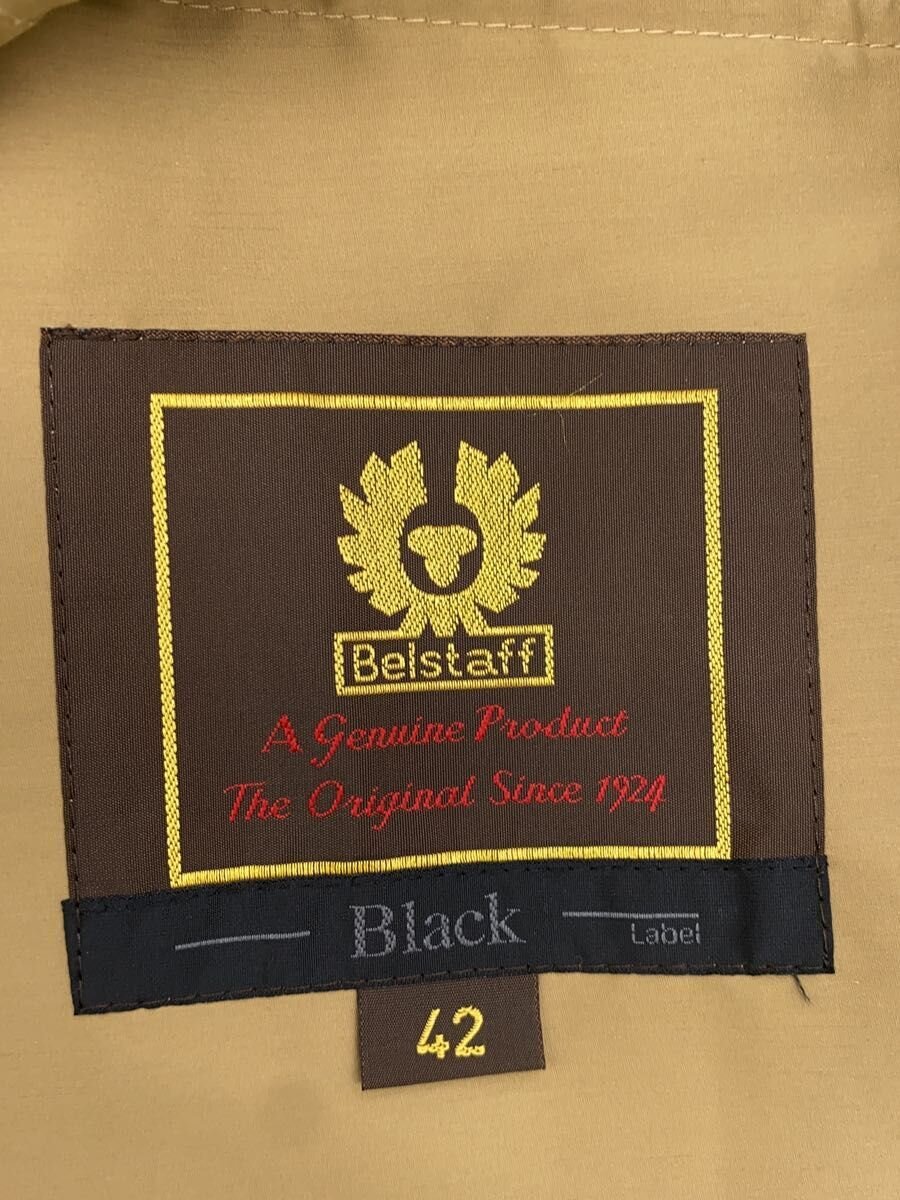 Belstaff
A Genuine Product
The Original Since 1924
Black Label
42